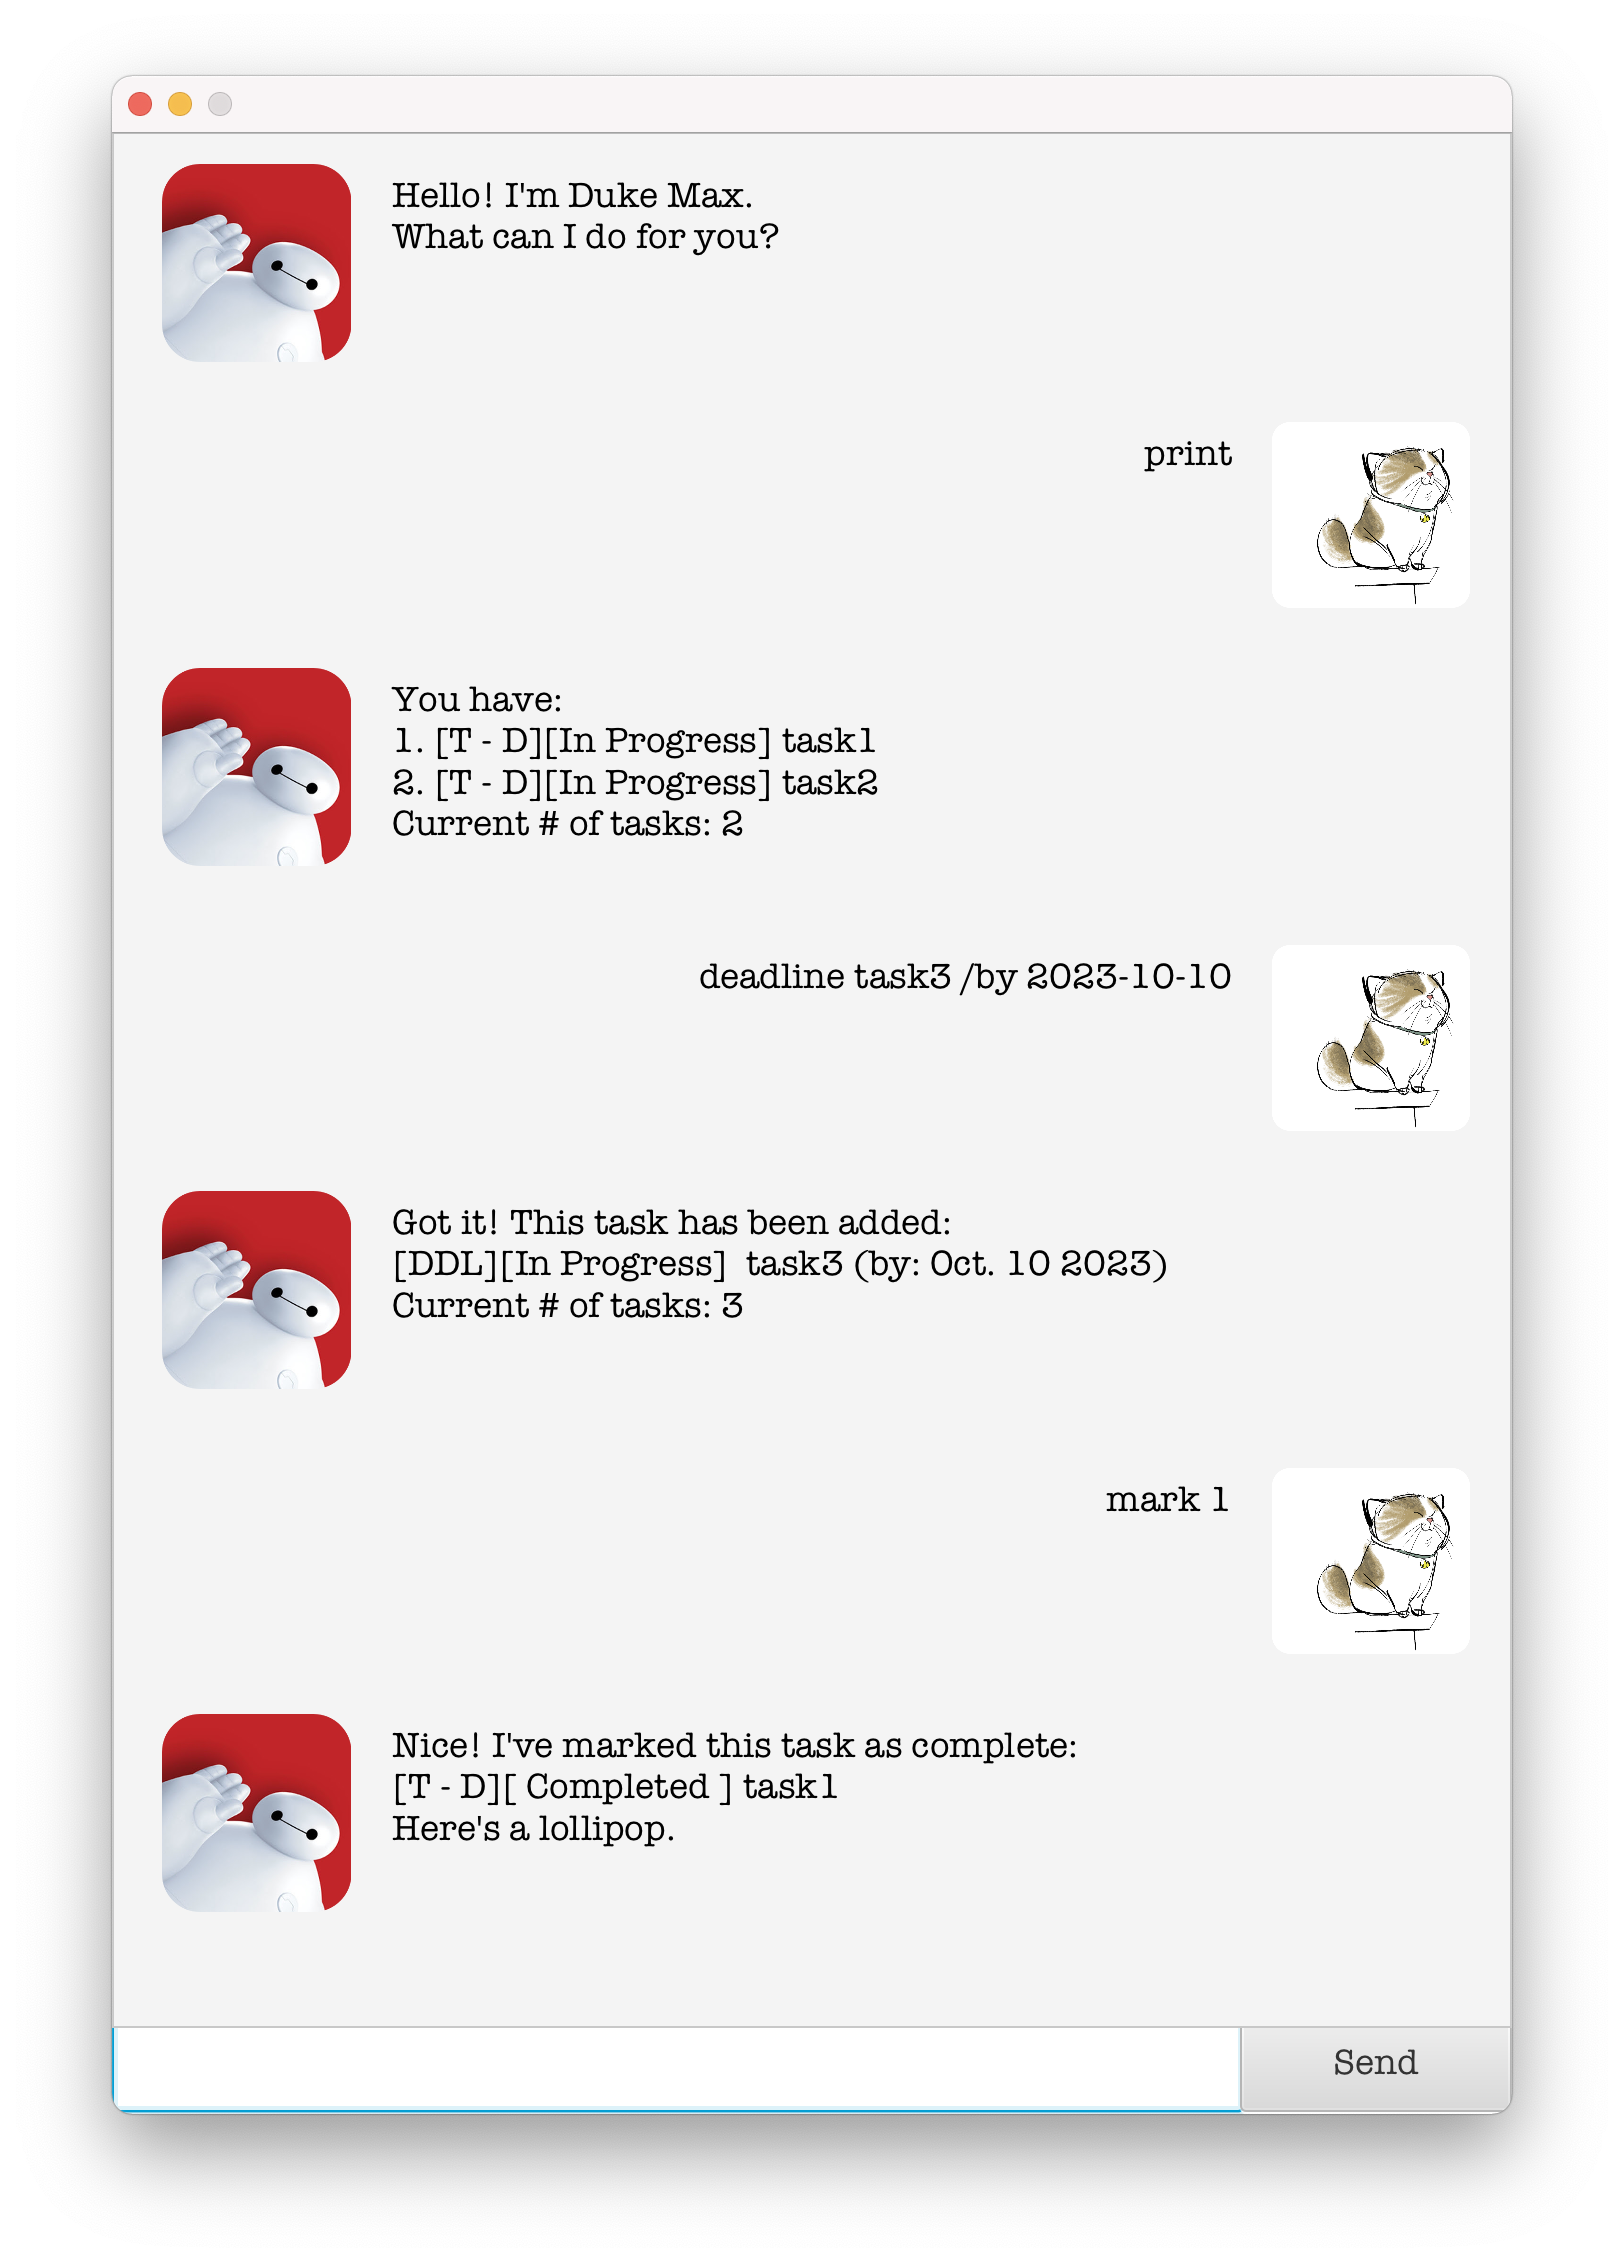 Hello! I'm Duke Max.
What can I do for you?
print
You have:
1. [T - D][In Progress] task1
2. [T - D][In Progress] task2
Current # of tasks: 2
deadline task3 /by 2023-10-10
Got it! This task has been added:
[DDL][In Progress]  task3 (by: Oct. 10 2023)
Current # of tasks: 3
mark 1
Nice! I've marked this task as complete:
[T - D][ Completed ] task1
Here's a lollipop.
Send